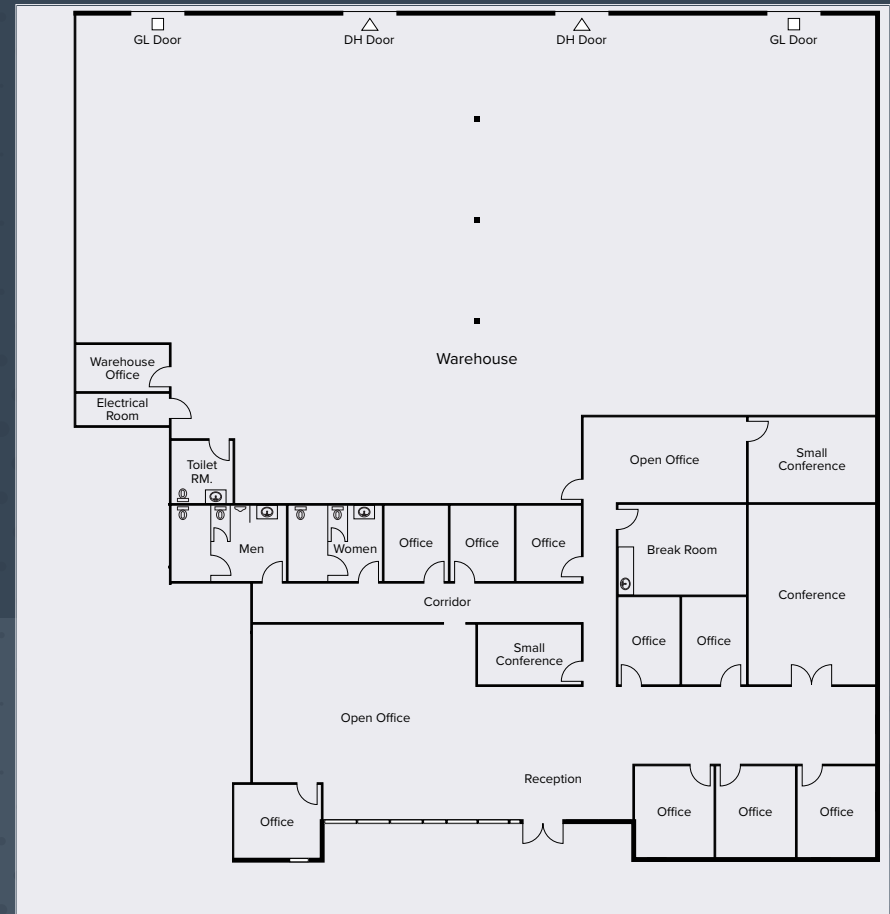 GL Door
DH Door
DH Door
GL Door
Warehouse
Warehouse
Office
Electrical
Room
Open Office
Small
Conference
Toilet
RM.
Men
Women
Office
Office
Office
Break Room
Conference
Corridor
Small
Conference
Office
Office
Open Office
Reception
Office
Office
Office
Office